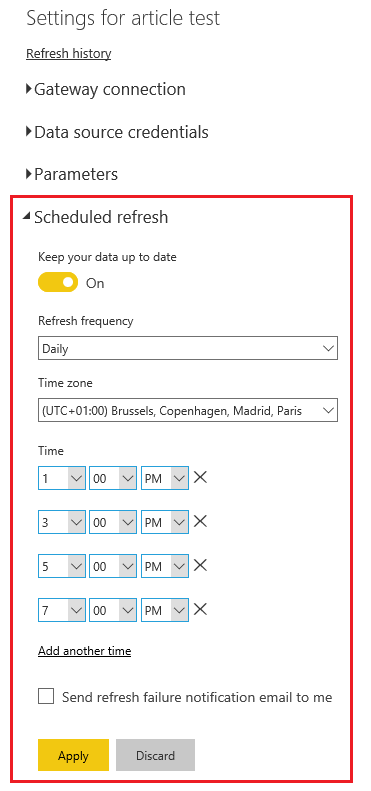 Settings for article test
Refresh history
Gateway connection
Data source credentials
Parameters
Scheduled refresh
Keep your data up to date
On
Refresh frequency
Daily
Time zone
(UTC+01:00) Brussels, Copenhagen, Madrid, Paris
Time
1 00 PM
3 00 PM
5 00 PM
7 00 PM
Add another time
Send refresh failure notification email to me
Apply Discard